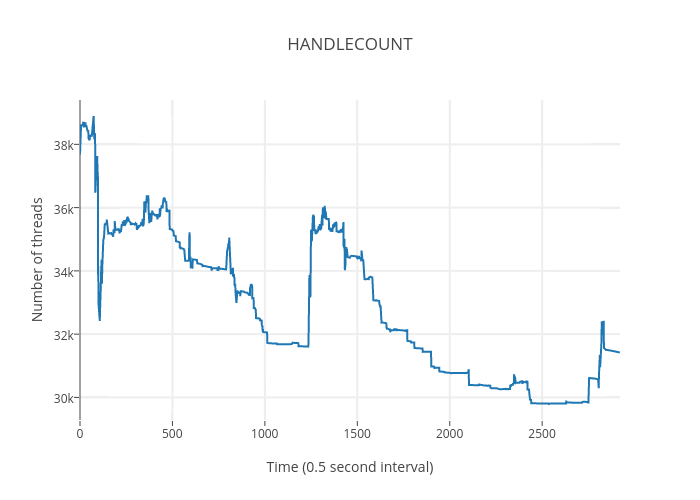 HANDLECOUNT
Number of threads
38k
36k
34k
32k
30k
0 500 1000 1500 2000 2500
Time (0.5 second interval)